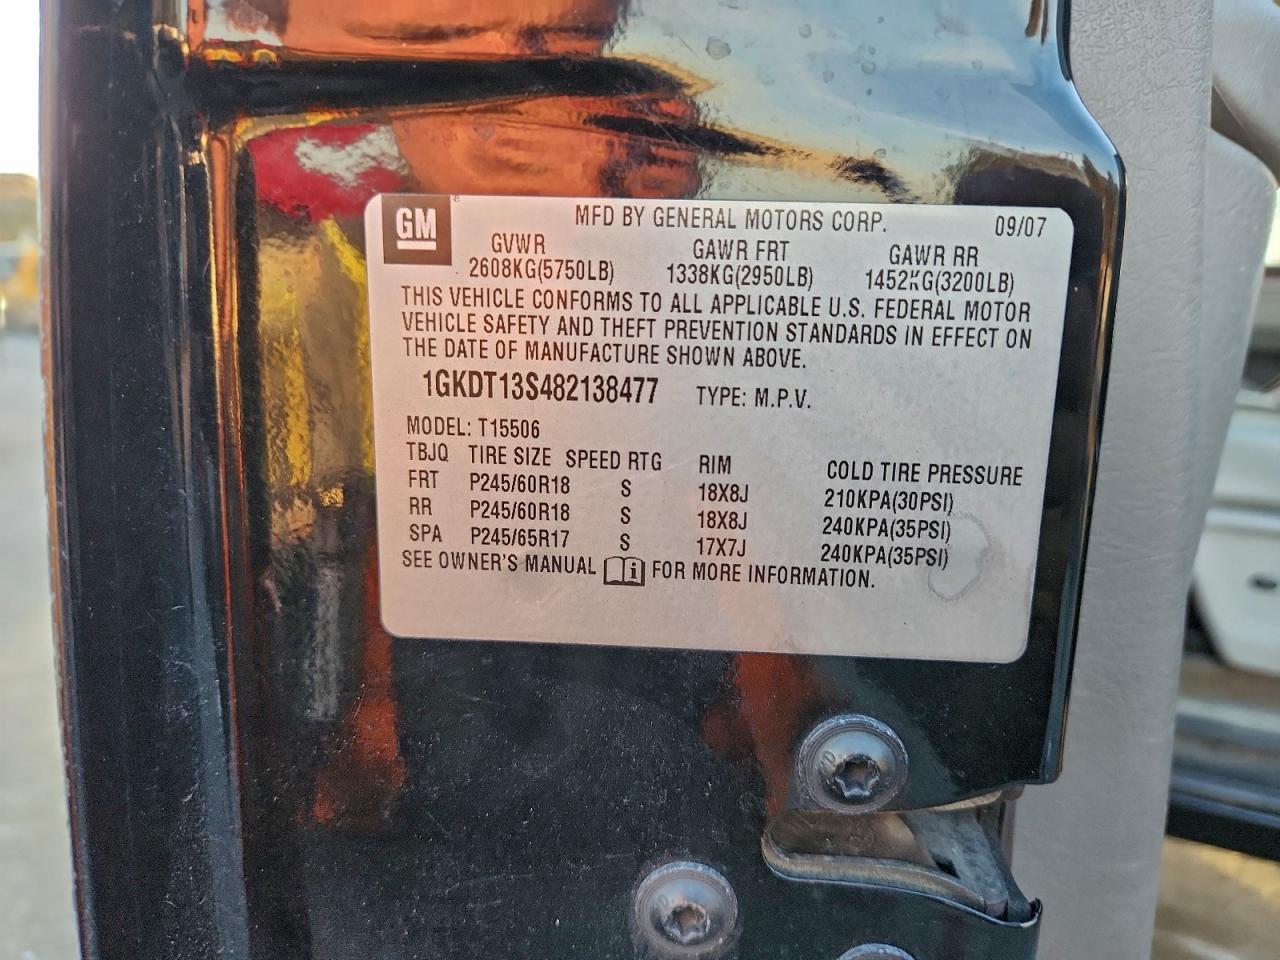 GM ® MFD BY GENERAL MOTORS CORP. 09/07
GVWR GAWR FRT GAWR RR
2608KG(5750LB) 1338KG(2950LB) 1452KG(3200LB)
THIS VEHICLE CONFORMS TO ALL APPLICABLE U.S. FEDERAL MOTOR
VEHICLE SAFETY AND THEFT PREVENTION STANDARDS IN EFFECT ON
THE DATE OF MANUFACTURE SHOWN ABOVE.
1GKDT13S482138477 TYPE: M.P.V.
MODEL: T15506
TBJQ TIRE SIZE SPEED RTG RIM COLD TIRE PRESSURE
FRT P245/60R18 S 18X8J 210KPA(30PSI)
RR P245/60R18 S 18X8J 240KPA(35PSI)
SPA P245/65R17 S 17X7J 240KPA(35PSI)
SEE OWNER'S MANUAL i FOR MORE INFORMATION.